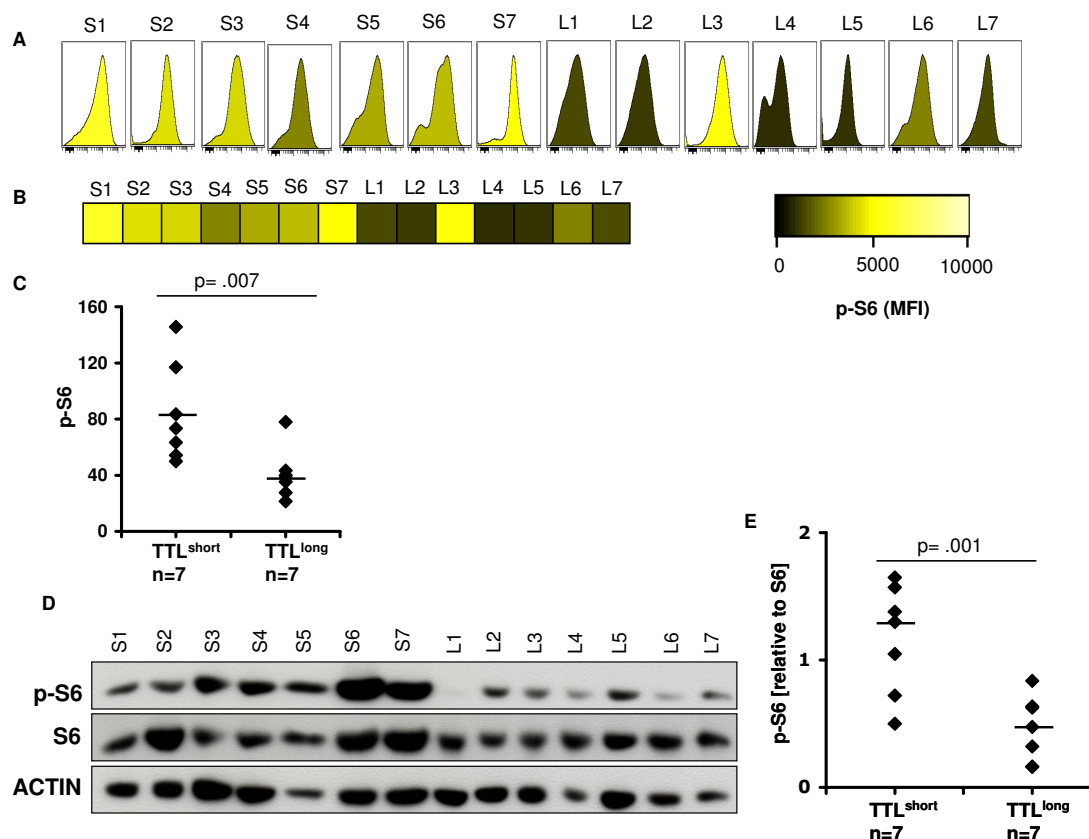 A
S1 S2 S3 S4 S5 S6 S7 L1 L2 L3 L4 L5 L6 L7
B
S1 S2 S3 S4 S5 S6 S7 L1 L2 L3 L4 L5 L6 L7
0 5000 10000
p-S6 (MFI)
C
p= .007
160
120
80
40
0
p-S6
TTLshort TTLlong
n=7 n=7
D
S1 S2 S3 S4 S5 S6 S7 L1 L2 L3 L4 L5 L6 L7
p-S6
S6
ACTIN
E
p= .001
2
1
0
p-S6 [relative to S6]
TTLshort TTLlong
n=7 n=7